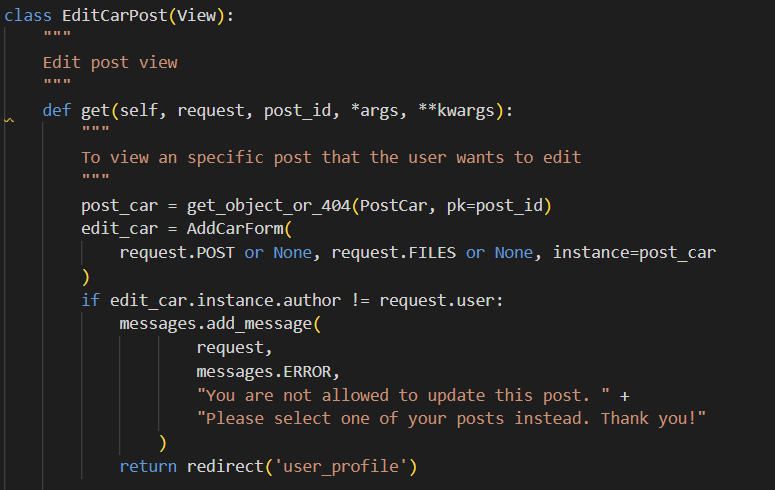 class EditCarPost(View):
    """
    Edit post view
    """
    def get(self, request, post_id, *args, **kwargs):
        """
        To view an specific post that the user wants to edit
        """
        post_car = get_object_or_404(PostCar, pk=post_id)
        edit_car = AddCarForm(
            request.POST or None, request.FILES or None, instance=post_car
        )
        if edit_car.instance.author != request.user:
            messages.add_message(
                    request,
                    messages.ERROR,
                    "You are not allowed to update this post. " +
                    "Please select one of your posts instead. Thank you!"
                )
            return redirect('user_profile')